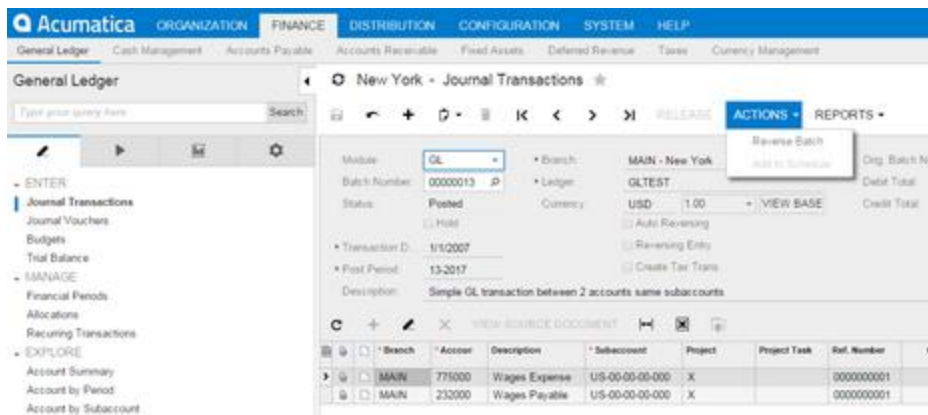 Acumatica ORGANIZATION FINANCE DISTRIBUTION CONFIGURATION SYSTEM HELP
General Ledger Cash Management Accounts Payable Accounts Receivable Fixed Assets Deferred Revenue Taxes Currency Management
General Ledger
New York - Journal Transactions
Type your query here Search
RELEASE ACTIONS REPORTS
Reverse Batch
Add to Schedule
Module: GL Branch: MAIN - New York Orig. Batch N
Batch Number: 00000013 Ledger: GLTEST Debit Total:
Status: Posted Currency: USD 1.00 VIEW BASE Credit Total:
Hold Auto Reversing
Transaction D 1/1/2007 Reversing Entry
Post Period: 13-2017 Create Tax Trans
Description: Simple GL transaction between 2 accounts same subaccounts
ENTER
Journal Transactions
Journal Vouchers
Budgets
Trial Balance
MANAGE
Financial Periods
Allocations
Recurring Transactions
EXPLORE
Account Summary
Account by Period
Account by Subaccount
VIEW SOURCE DOCUMENT
*Branch *Accour Description *Subaccount Project Project Task Ref. Number
MAIN 775000 Wages Expense US-00-00-00-000 X 0000000001
MAIN 232000 Wages Payable US-00-00-00-000 X 0000000001